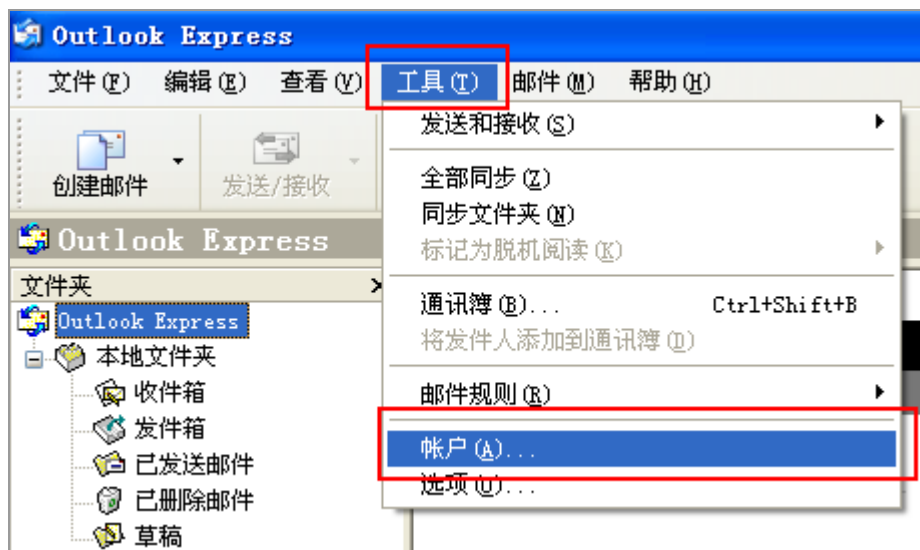 Outlook Express
文件(F) 编辑(E) 查看(V) 工具(T) 邮件(M) 帮助(H)
创建邮件 发送/接收
Outlook Express
文件夹
Outlook Express
本地文件夹
收件箱
发件箱
已发送邮件
已删除邮件
草稿
发送和接收(S)
全部同步(Z)
同步文件夹(N)
标记为脱机阅读(K)
通讯簿(B)... Ctrl+Shift+B
将发件人添加到通讯簿(D)
邮件规则(R)
帐户(A)...
选项(O)...